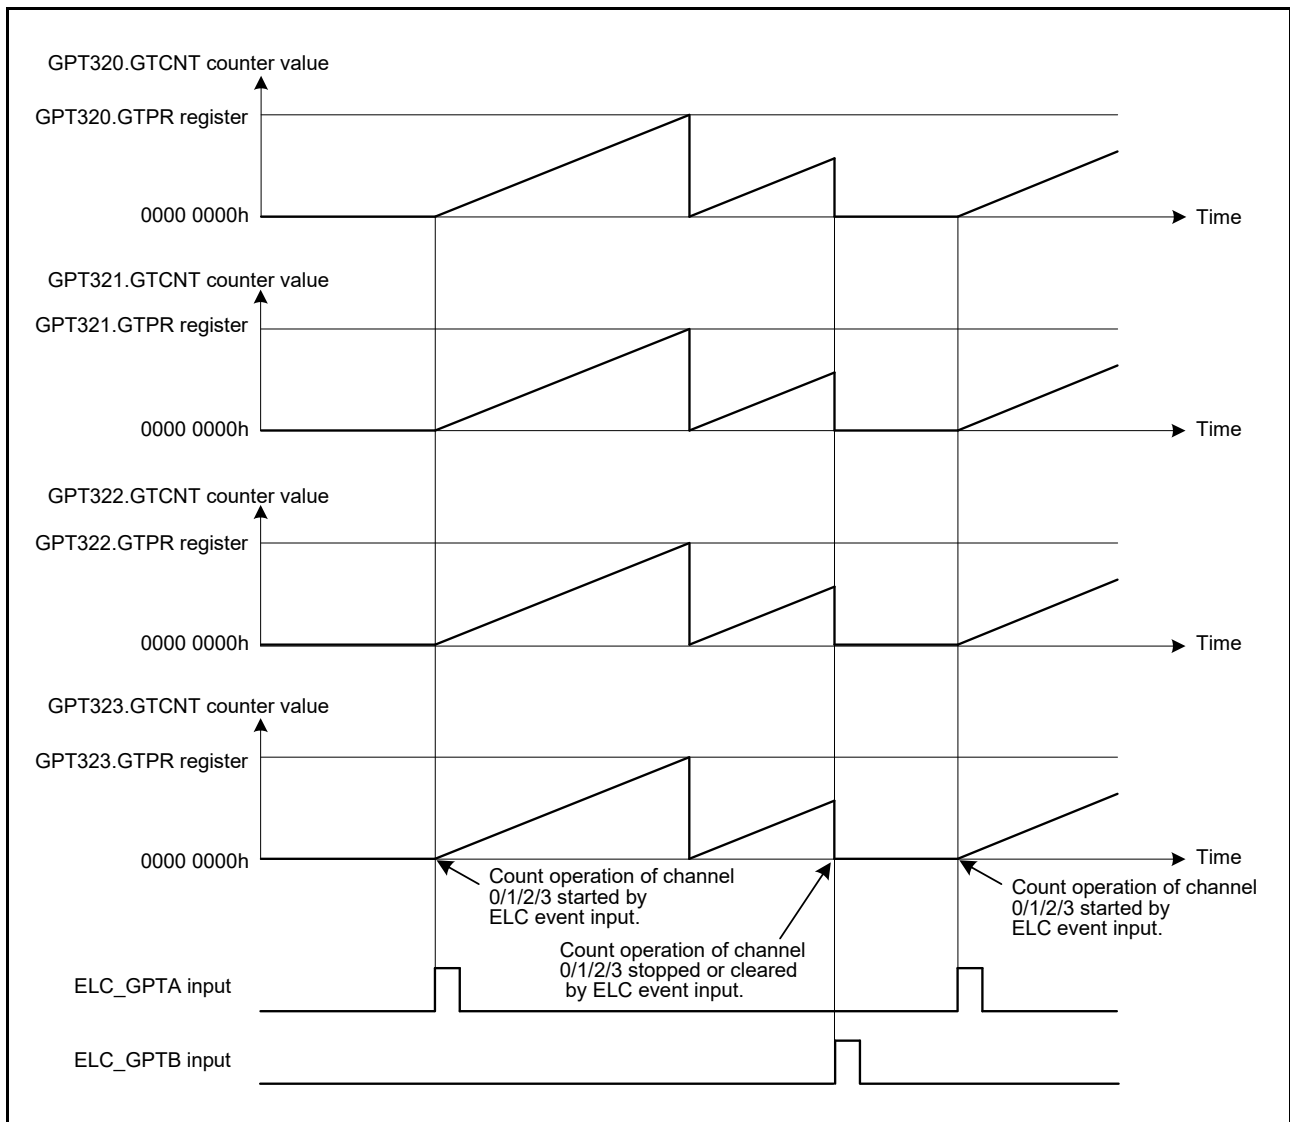 GPT320.GTCNT counter value
GPT320.GTPR register
0000 0000h
Time
GPT321.GTCNT counter value
GPT321.GTPR register
0000 0000h
Time
GPT322.GTCNT counter value
GPT322.GTPR register
0000 0000h
Time
GPT323.GTCNT counter value
GPT323.GTPR register
0000 0000h
Time
Count operation of channel
0/1/2/3 started by
ELC event input.
Count operation of channel
0/1/2/3 stopped or cleared
by ELC event input.
Count operation of channel
0/1/2/3 started by
ELC event input.
ELC_GPTA input
ELC_GPTB input